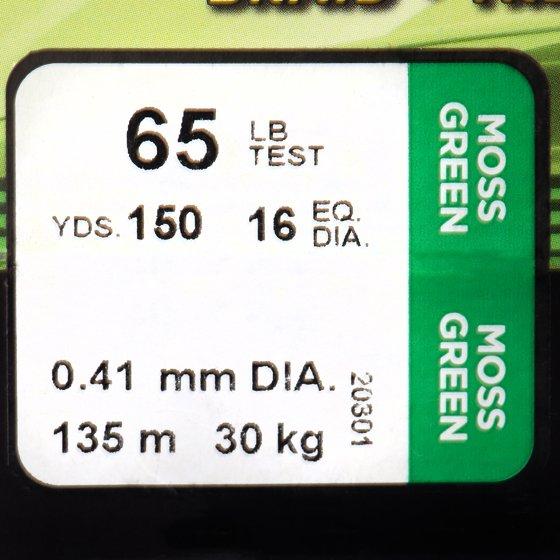 65 LB TEST
YDS. 150 16 EQ. DIA.
0.41 mm DIA.
135 m 30 kg
20301
MOSS GREEN
MOSS GREEN